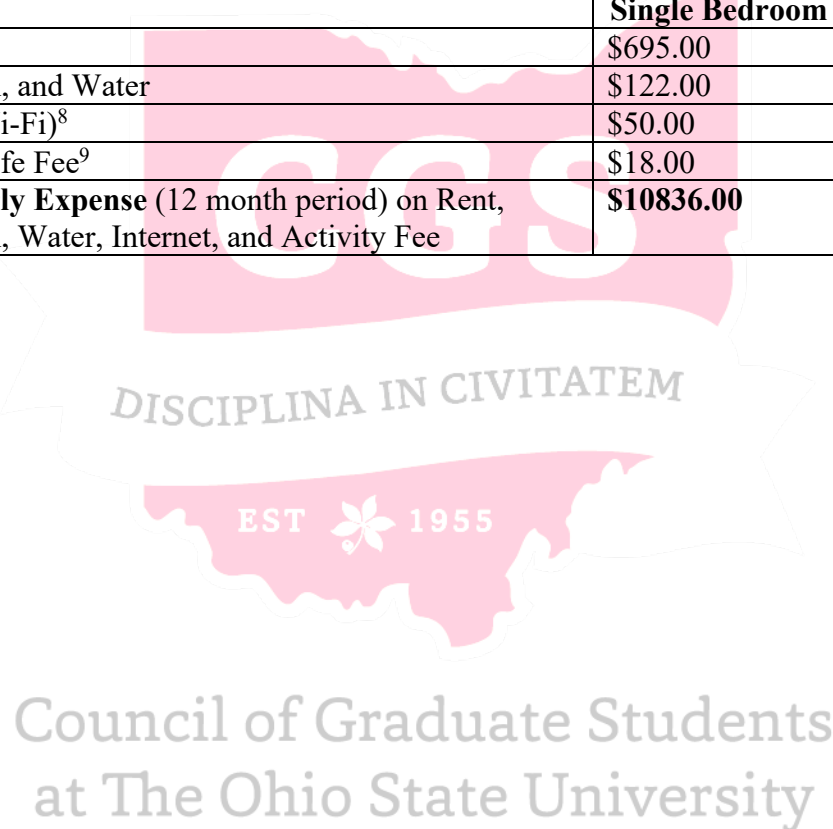 Single Bedroom
$695.00
, and Water $122.00
i-Fi)8 $50.00
fe Fee9 $18.00
ly Expense (12 month period) on Rent, $10836.00
, Water, Internet, and Activity Fee
CGS
DISCIPLINA IN CIVITATEM
EST 1955
Council of Graduate Students
at The Ohio State University